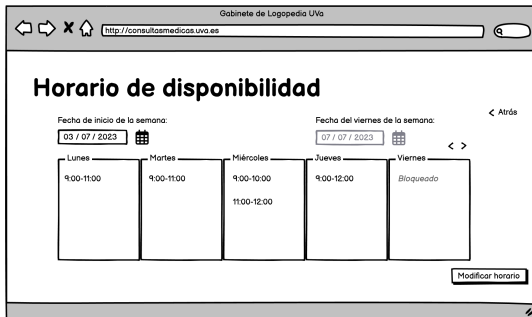 Gabinete de Logopedia UVa
http://consultasmedicas.uva.es
Horario de disponibilidad
< Atrás
Fecha de inicio de la semana:
Fecha del viernes de la semana:
03 / 07 / 2023
07 / 07 / 2023
< >
Lunes
Martes
Miércoles
Jueves
Viernes
9:00-11:00
9:00-11:00
9:00-10:00
9:00-12:00
Bloqueado
11:00-12:00
Modificar horario